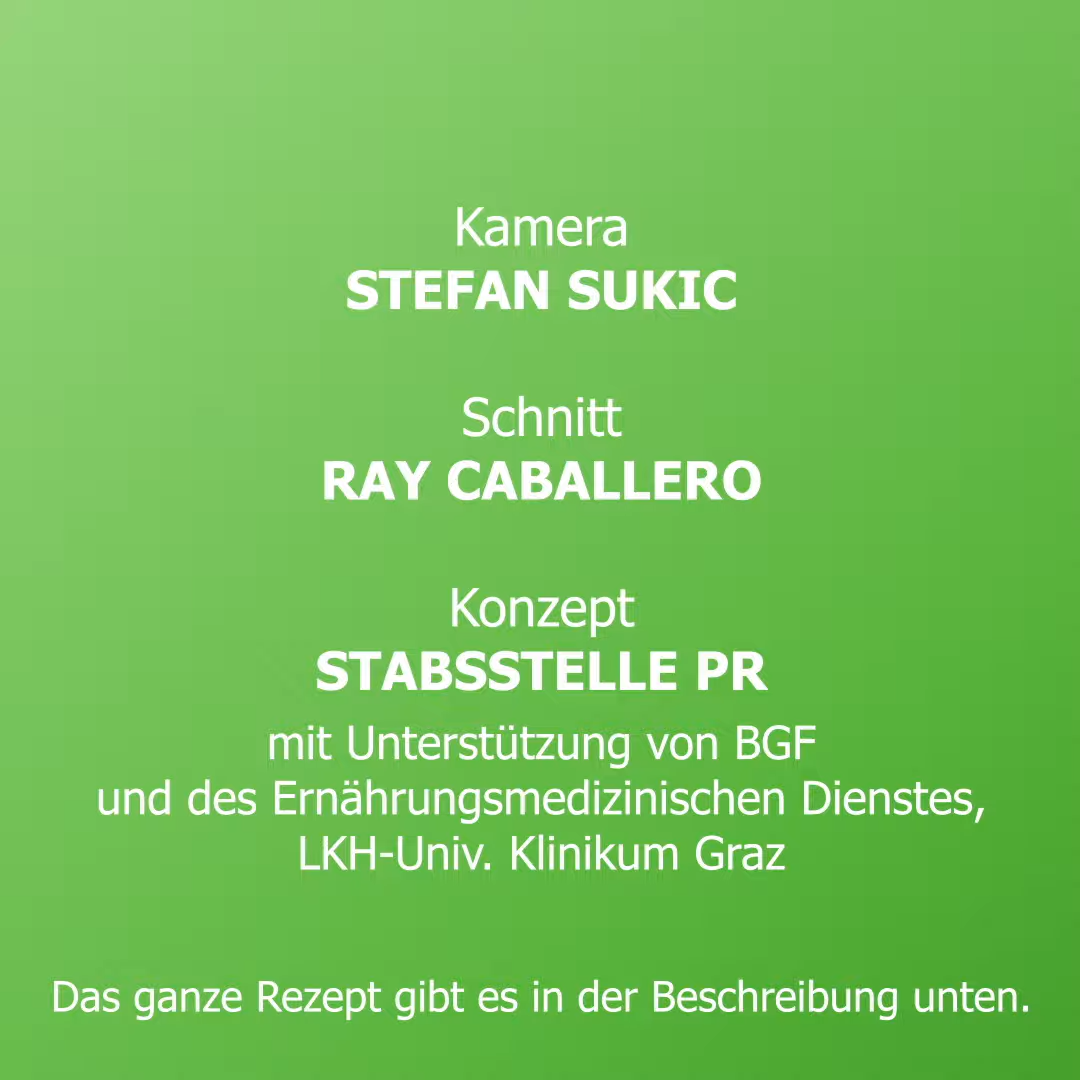 Kamera
STEFAN SUKIC
Schnitt
RAY CABALLERO
Konzept
STABSSTELLE PR
mit Unterstützung von BGF
und des Ernährungsmedizinischen Dienstes,
LKH-Univ. Klinikum Graz
Das ganze Rezept gibt es in der Beschreibung unten.